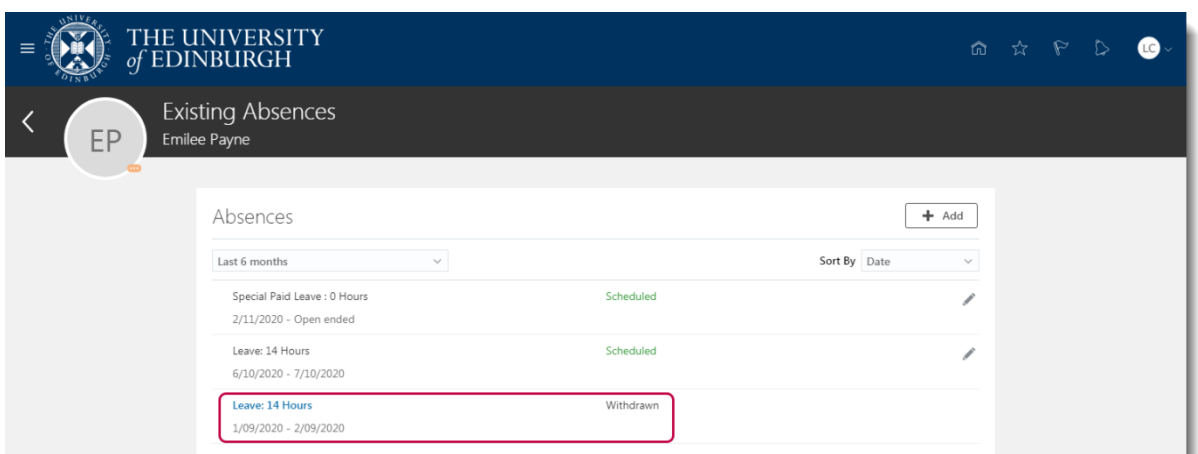 THE UNIVERSITY
of EDINBURGH
LC
Existing Absences
EP
Emilee Payne
Absences
+ Add
Last 6 months
Sort By Date
Special Paid Leave : 0 Hours Scheduled
2/11/2020 - Open ended
Leave: 14 Hours Scheduled
6/10/2020 - 7/10/2020
Leave: 14 Hours Withdrawn
1/09/2020 - 2/09/2020